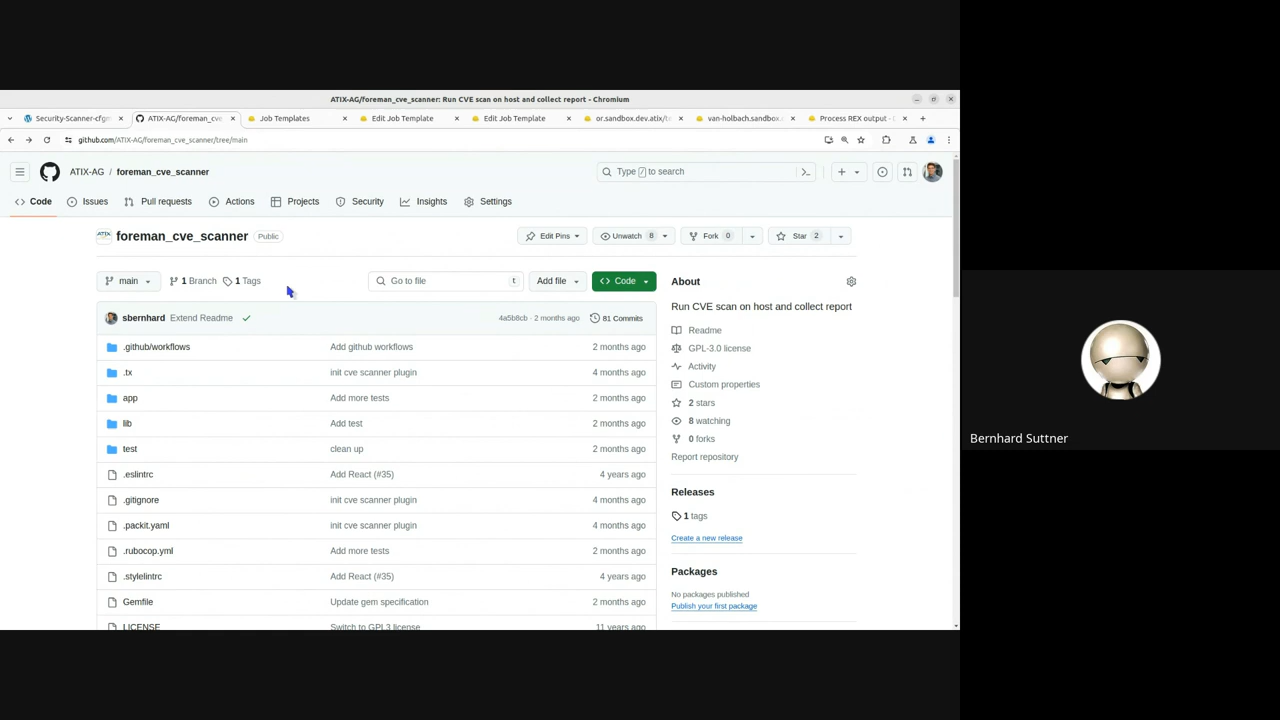 ATIX-AG/foreman_cve_scanner: Run CVE scan on host and collect report - Chromium
Security-Scanner-cfgm
ATIX-AG/foreman_cve
Job Templates
Edit Job Template
Edit Job Template
or.sandbox.dev.atix/
van-holbach.sandbox.
Process REX output -
github.com/ATIX-AG/foreman_cve_scanner/tree/main
ATIX-AG / foreman_cve_scanner
Type / to search
Code
Issues
Pull requests
Actions
Projects
Security
Insights
Settings
ATIX
foreman_cve_scanner Public
Edit Pins
Unwatch 8
Fork 0
Star 2
main
1 Branch
1 Tags
Go to file t
Add file
Code
sbernhard Extend Readme 4a5b8cb · 2 months ago 81 Commits
.github/workflows Add github workflows 2 months ago
.tx init cve scanner plugin 4 months ago
app Add more tests 2 months ago
lib Add test 2 months ago
test clean up 2 months ago
.eslintrc Add React (#35) 4 years ago
.gitignore init cve scanner plugin 4 months ago
.packit.yaml init cve scanner plugin 4 months ago
.rubocop.yml Add more tests 2 months ago
.stylelintrc Add React (#35) 4 years ago
Gemfile Update gem specification 2 months ago
LICENSE Switch to GPL3 license 11 years ago
About
Run CVE scan on host and collect report
Readme
GPL-3.0 license
Activity
Custom properties
2 stars
8 watching
0 forks
Report repository
Releases
1 tags
Create a new release
Packages
No packages published
Publish your first package
Bernhard Suttner